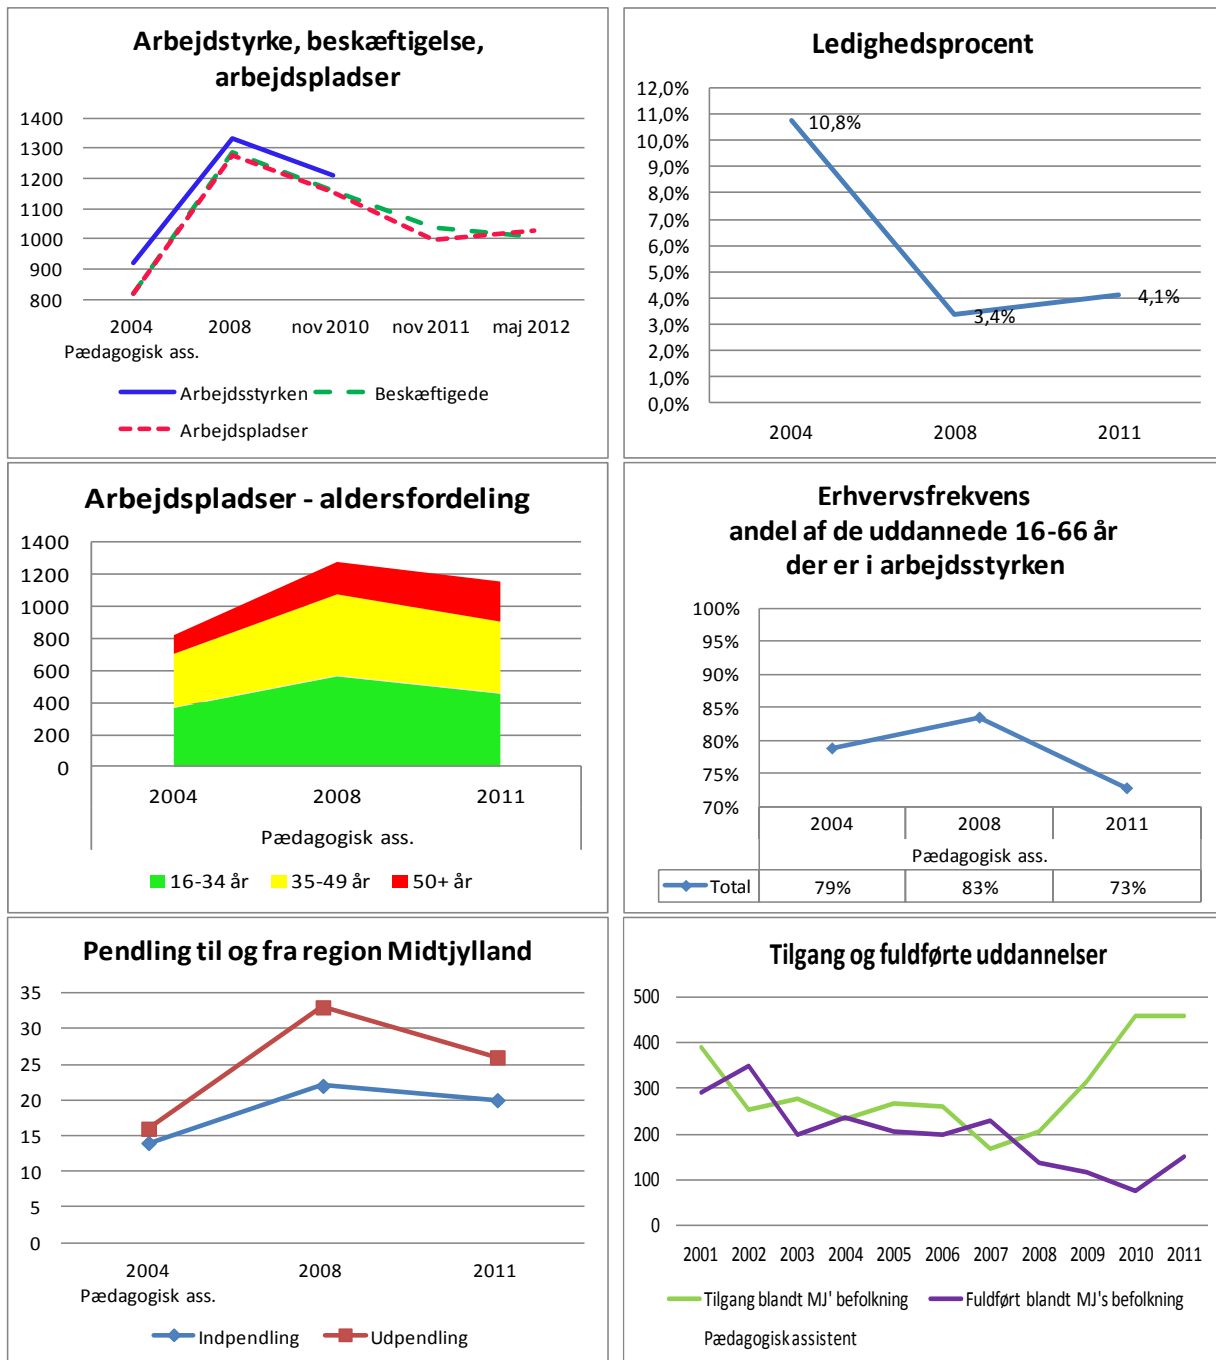 Arbejdstyrke, beskæftigelse,
arbejdspladser
1400
1300
1200
1100
1000
900
800
2004
2008
nov 2010
nov 2011
maj 2012
Pædagogisk ass.
Arbejdsstyrken
Beskæftigede
Arbejdspladser
Ledighedsprocent
12,0%
11,0%
10,0%
9,0%
8,0%
7,0%
6,0%
5,0%
4,0%
3,0%
2,0%
1,0%
0,0%
10,8%
3,4%
4,1%
2004
2008
2011
Arbejdspladser - aldersfordeling
1400
1200
1000
800
600
400
200
0
2004
2008
2011
Pædagogisk ass.
16-34 år
35-49 år
50+ år
Erhvervsfrekvens
andel af de uddannede 16-66 år
der er i arbejdsstyrken
100%
95%
90%
85%
80%
75%
70%
2004
2008
2011
Pædagogisk ass.
Total
79%
83%
73%
Pendling til og fra region Midtjylland
35
30
25
20
15
10
5
0
2004
2008
2011
Pædagogisk ass.
Indpendling
Udpendling
Tilgang og fuldførte uddannelser
500
400
300
200
100
0
2001
2002
2003
2004
2005
2006
2007
2008
2009
2010
2011
Tilgang blandt MJ' befolkning
Fuldført blandt MJ's befolkning
Pædagogisk assistent